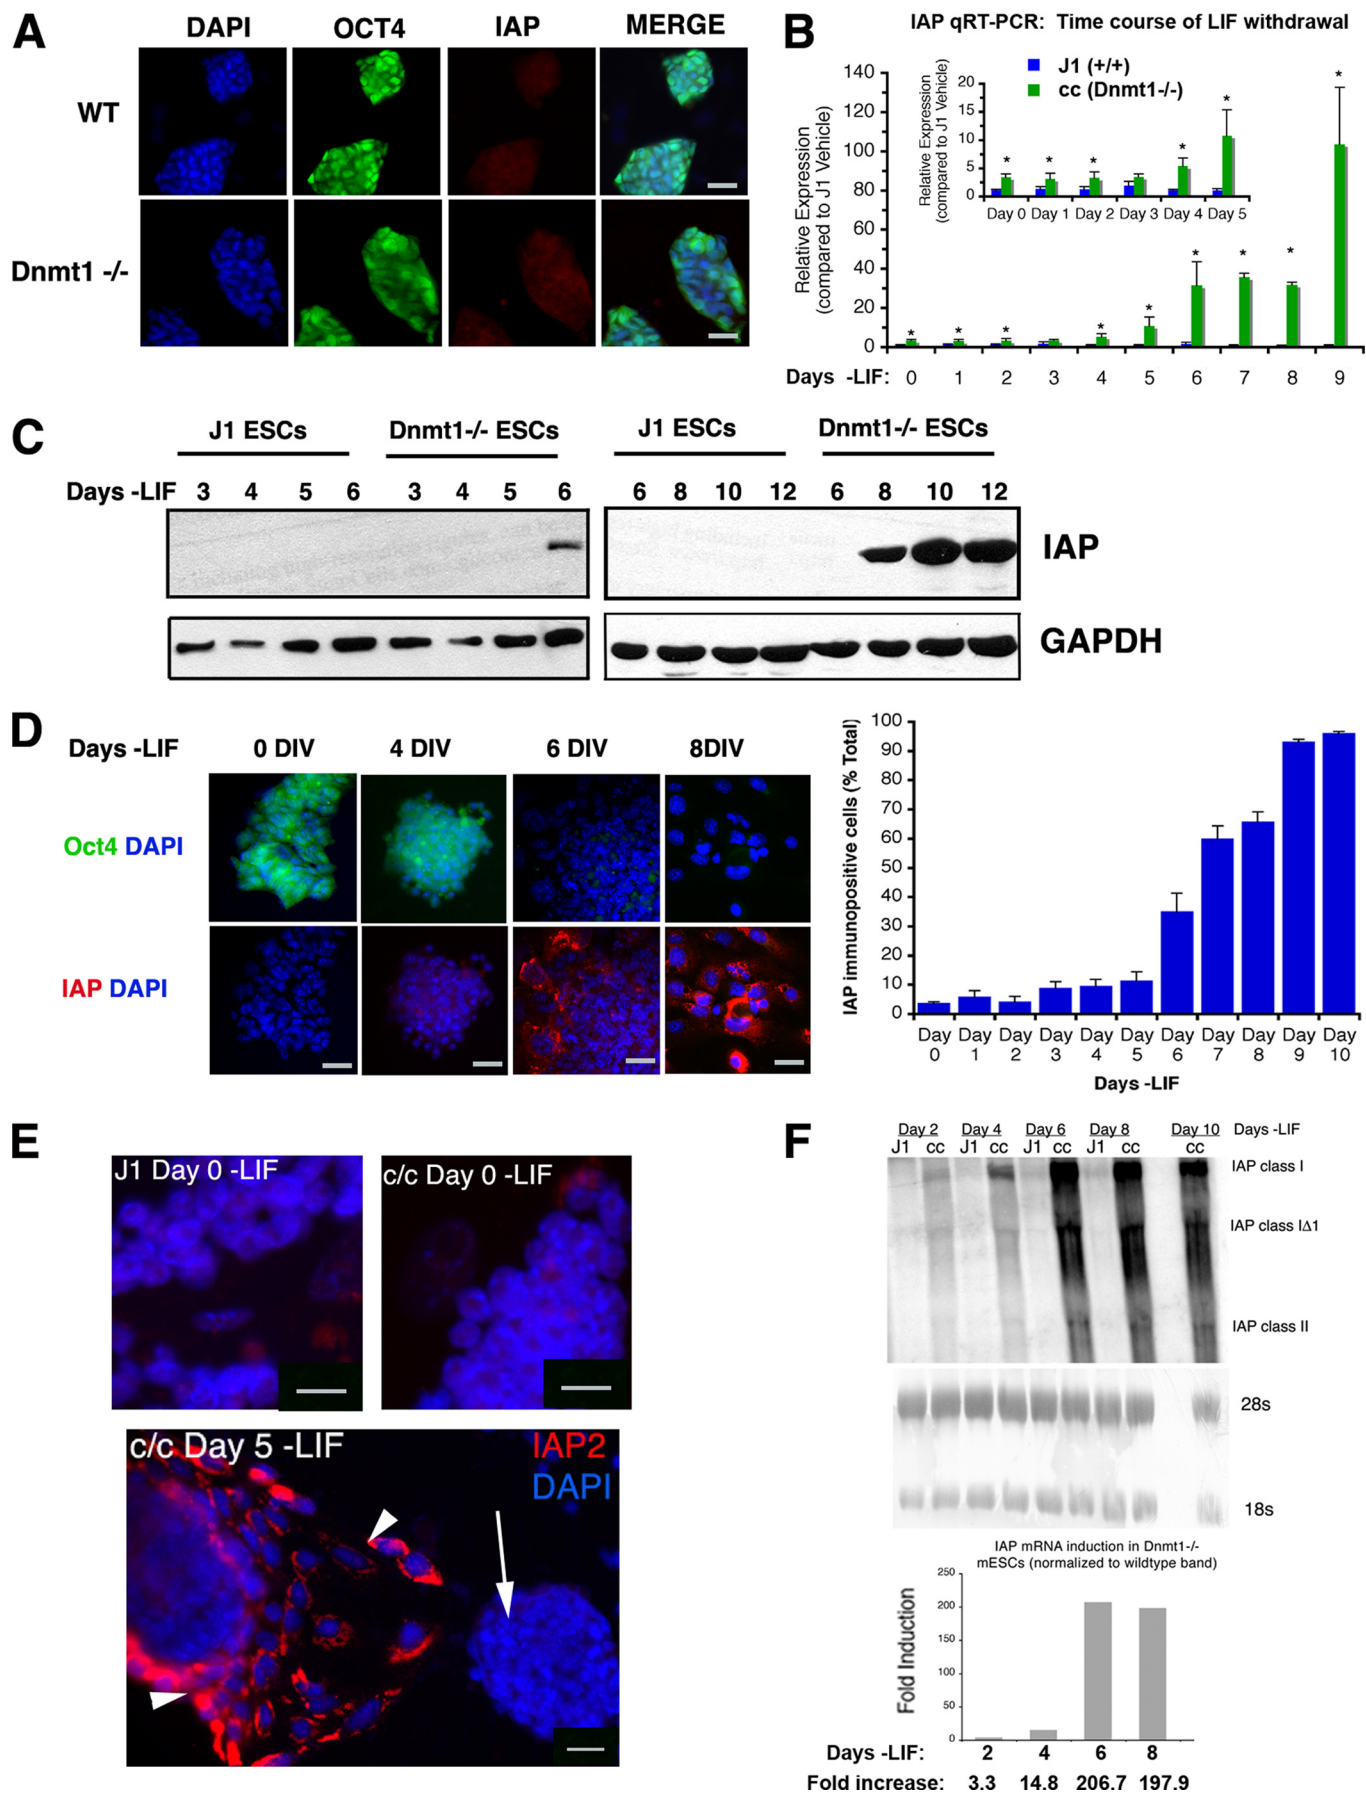 A
DAPI OCT4 IAP MERGE
WT
Dnmt1 -/-
B
IAP qRT-PCR: Time course of LIF withdrawal
J1 (+/+)
cc (Dnmt1-/-)
Relative Expression
(compared to J1 Vehicle)
140
120
100
80
60
40
20
0
Relative Expression
(compared to J1 Vehicle)
20
15
10
5
0
Day 0 Day 1 Day 2 Day 3 Day 4 Day 5
* * * * *
* * * * * * * * *
Days -LIF: 0 1 2 3 4 5 6 7 8 9
C
J1 ESCs Dnmt1-/- ESCs J1 ESCs Dnmt1-/- ESCs
Days -LIF 3 4 5 6 3 4 5 6 6 8 10 12 6 8 10 12
IAP
GAPDH
D
Days -LIF 0 DIV 4 DIV 6 DIV 8DIV
Oct4 DAPI
IAP DAPI
IAP immunopositive cells (% Total)
100
90
80
70
60
50
40
30
20
10
0
Day Day Day Day Day Day Day Day Day Day Day
0 1 2 3 4 5 6 7 8 9 10
Days -LIF
E
J1 Day 0 -LIF
c/c Day 0 -LIF
c/c Day 5 -LIF
IAP2
DAPI
F
Day 2 Day 4 Day 6 Day 8 Day 10 Days -LIF
J1 cc J1 cc J1 cc J1 cc cc
IAP class I
IAP class IΔ1
IAP class II
28s
18s
IAP mRNA induction in Dnmt1-/-
mESCs (normalized to wildtype band)
Fold Induction
250
200
150
100
50
0
Days -LIF: 2 4 6 8
Fold increase: 3.3 14.8 206.7 197.9